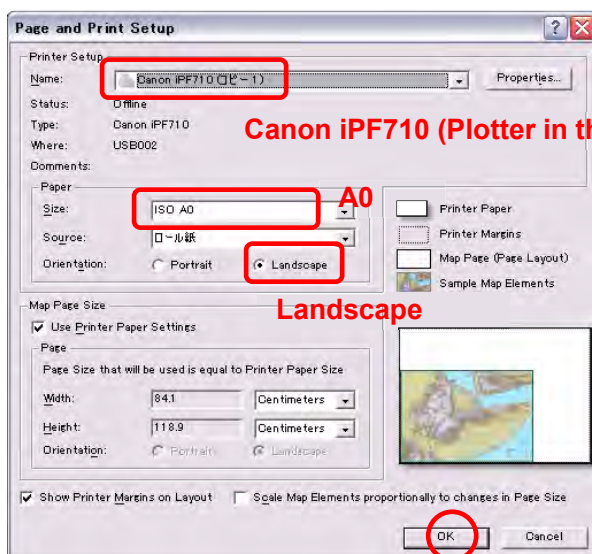 Page and Print Setup
Printer Setup
Name: Canon iPF710 (コピー 1) Properties...
Status: Offline
Type: Canon iPF710
Canon iPF710 (Plotter in th
Where: USB002
Comments:
Paper
Size: ISO A0
A0
Source: ロール紙
Orientation: Portrait Landscape
Landscape
Printer Paper
Printer Margins
Map Page (Page Layout)
Sample Map Elements
Map Page Size
Use Printer Paper Settings
Page
Page Size that will be used is equal to Printer Paper Size
Width: 84.1 Centimeters
Height: 118.9 Centimeters
Orientation: Portrait Landscape
Show Printer Margins on Layout Scale Map Elements proportionally to changes in Page Size
OK Cancel